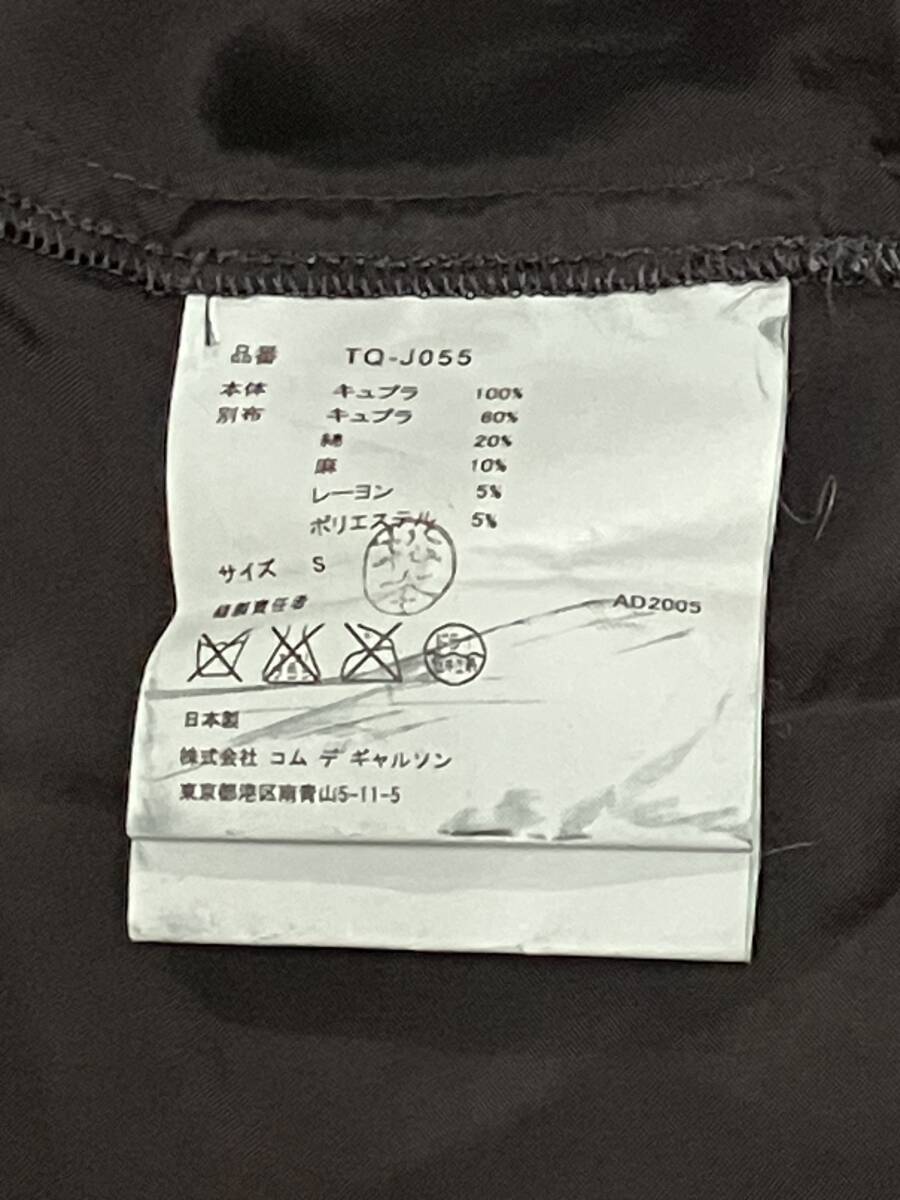 品番 TQ-J055
本体 キュプラ 100%
別布 キュプラ 60%
綿 20%
麻 10%
レーヨン 5%
ポリエステル 5%
サイズ S
縫製責任者
AD2005
ドライ
日本製
株式会社 コム デ ギャルソン
東京都港区南青山5-11-5